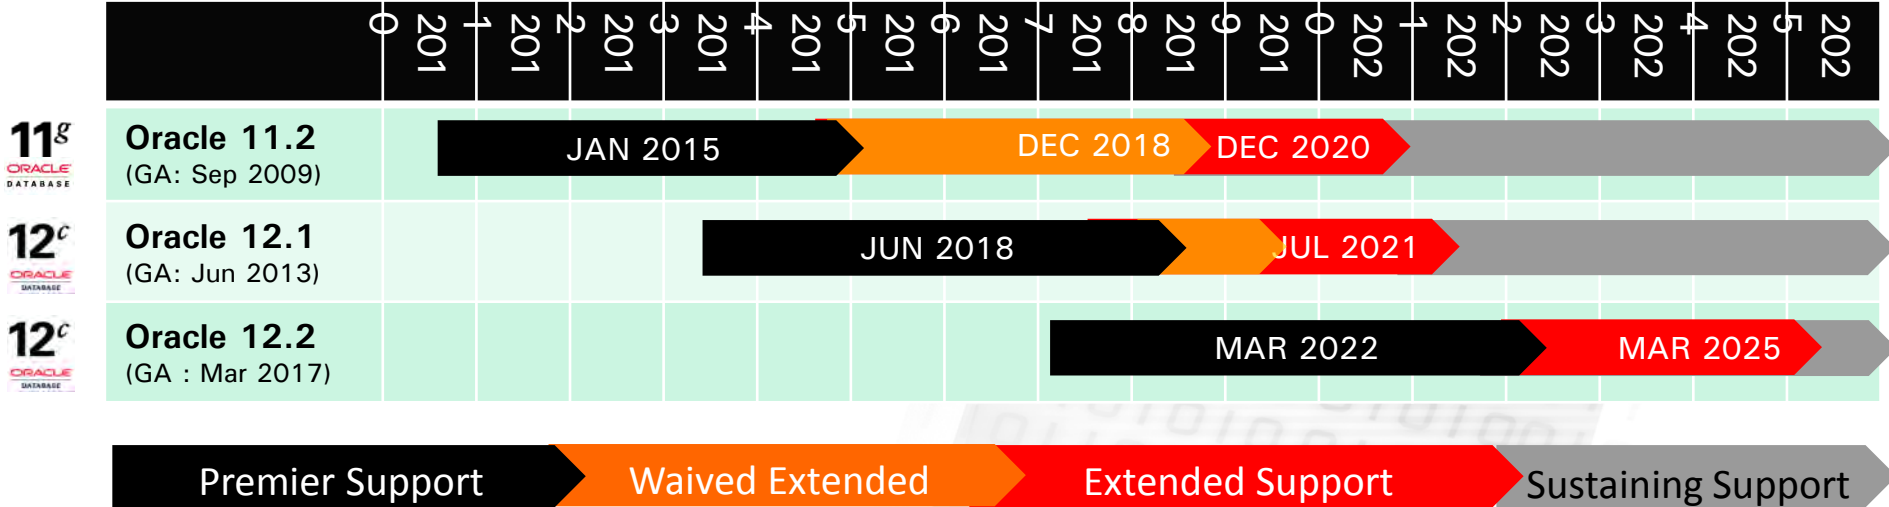 2010 2011 2012 2013 2014 2015 2016 2017 2018 2019 2020 2021 2022 2023 2024 2025
11g
ORACLE
DATABASE
Oracle 11.2
(GA: Sep 2009)
JAN 2015
DEC 2018
DEC 2020
12c
ORACLE
DATABASE
Oracle 12.1
(GA: Jun 2013)
JUN 2018
JUL 2021
12c
ORACLE
DATABASE
Oracle 12.2
(GA : Mar 2017)
MAR 2022
MAR 2025
Premier Support
Waived Extended
Extended Support
Sustaining Support